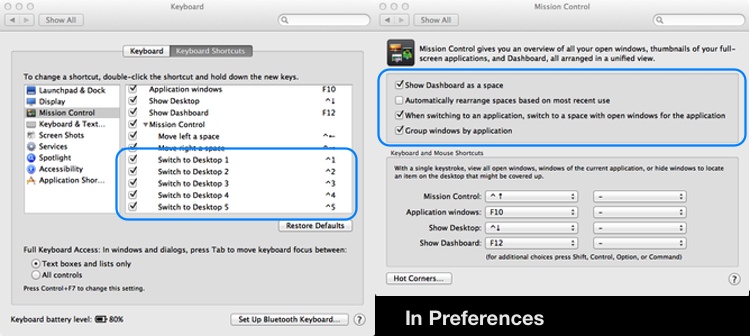 Keyboard
Show All
Keyboard
Keyboard Shortcuts
To change a shortcut, double-click the shortcut and hold down the new keys.
Launchpad & Dock
Display
Mission Control
Keyboard & Text...
Screen Shots
Services
Spotlight
Accessibility
Application Shor...
Application windows F10
Show Desktop ^↓
Show Dashboard F12
Mission Control
Move left a space ^←
Move right a space
Switch to Desktop 1 ^1
Switch to Desktop 2 ^2
Switch to Desktop 3 ^3
Switch to Desktop 4 ^4
Switch to Desktop 5 ^5
Restore Defaults
Full Keyboard Access: In windows and dialogs, press Tab to move keyboard focus between:
Text boxes and lists only
All controls
Press Control+F7 to change this setting.
Keyboard battery level: 80%
Set Up Bluetooth Keyboard...
?
Mission Control
Show All
Mission Control gives you an overview of all your open windows, thumbnails of your full-
screen applications, and Dashboard, all arranged in a unified view.
Show Dashboard as a space
Automatically rearrange spaces based on most recent use
When switching to an application, switch to a space with open windows for the application
Group windows by application
Keyboard and Mouse Shortcuts
With a single keystroke, view all open windows, windows of the current application, or hide windows to locate
an item on the desktop that might be covered up.
Mission Control: ^ ↑ –
Application windows: F10 –
Show Desktop: ^↓ –
Show Dashboard: F12 –
(for additional choices press Shift, Control, Option, or Command)
Hot Corners...
?
In Preferences